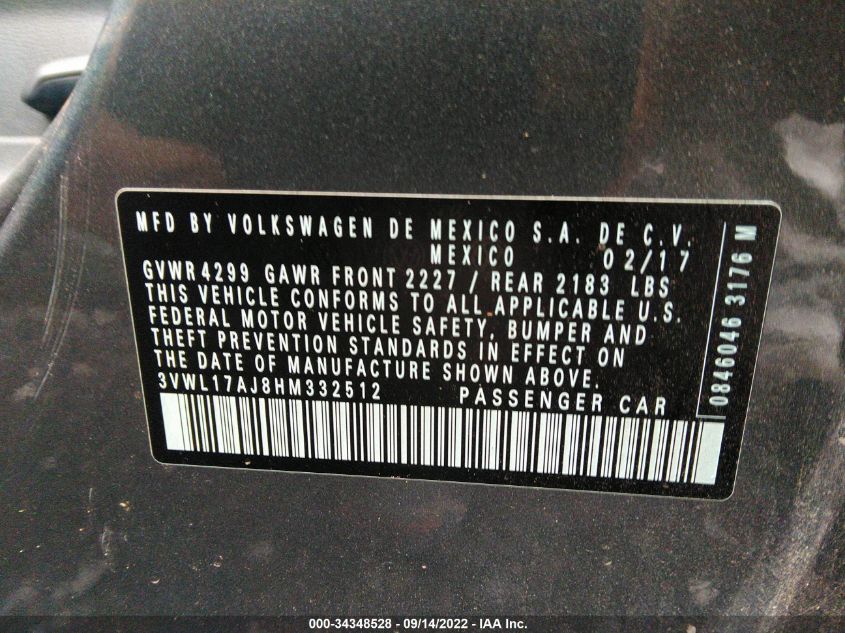 MFD BY VOLKSWAGEN DE MEXICO S.A. DE C.V.
MEXICO 02/17
GVWR 4299 GAWR FRONT 2227 / REAR 2183 LBS
THIS VEHICLE CONFORMS TO ALL APPLICABLE U.S.
FEDERAL MOTOR VEHICLE SAFETY, BUMPER AND
THEFT PREVENTION STANDARDS IN EFFECT ON
THE DATE OF MANUFACTURE SHOWN ABOVE.
3VWL17AJ8HM332512 PASSENGER CAR
0846046 3176 M
000-34348528 - 09/14/2022 - IAA Inc.